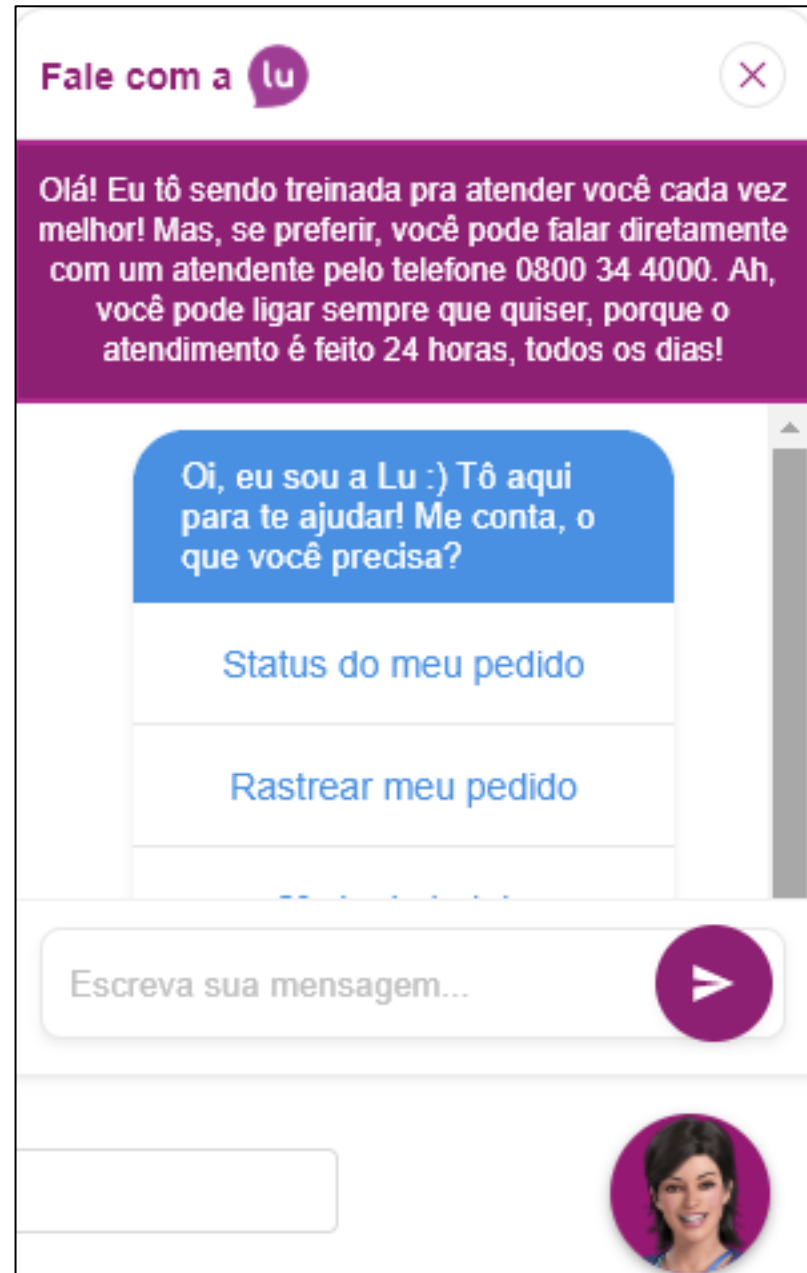 Fale com a lu
Olá! Eu tô sendo treinada pra atender você cada vez
melhor! Mas, se preferir, você pode falar diretamente
com um atendente pelo telefone 0800 34 4000. Ah,
você pode ligar sempre que quiser, porque o
atendimento é feito 24 horas, todos os dias!
Oi, eu sou a Lu :) Tô aqui
para te ajudar! Me conta, o
que você precisa?
Status do meu pedido
Rastrear meu pedido
Escreva sua mensagem...